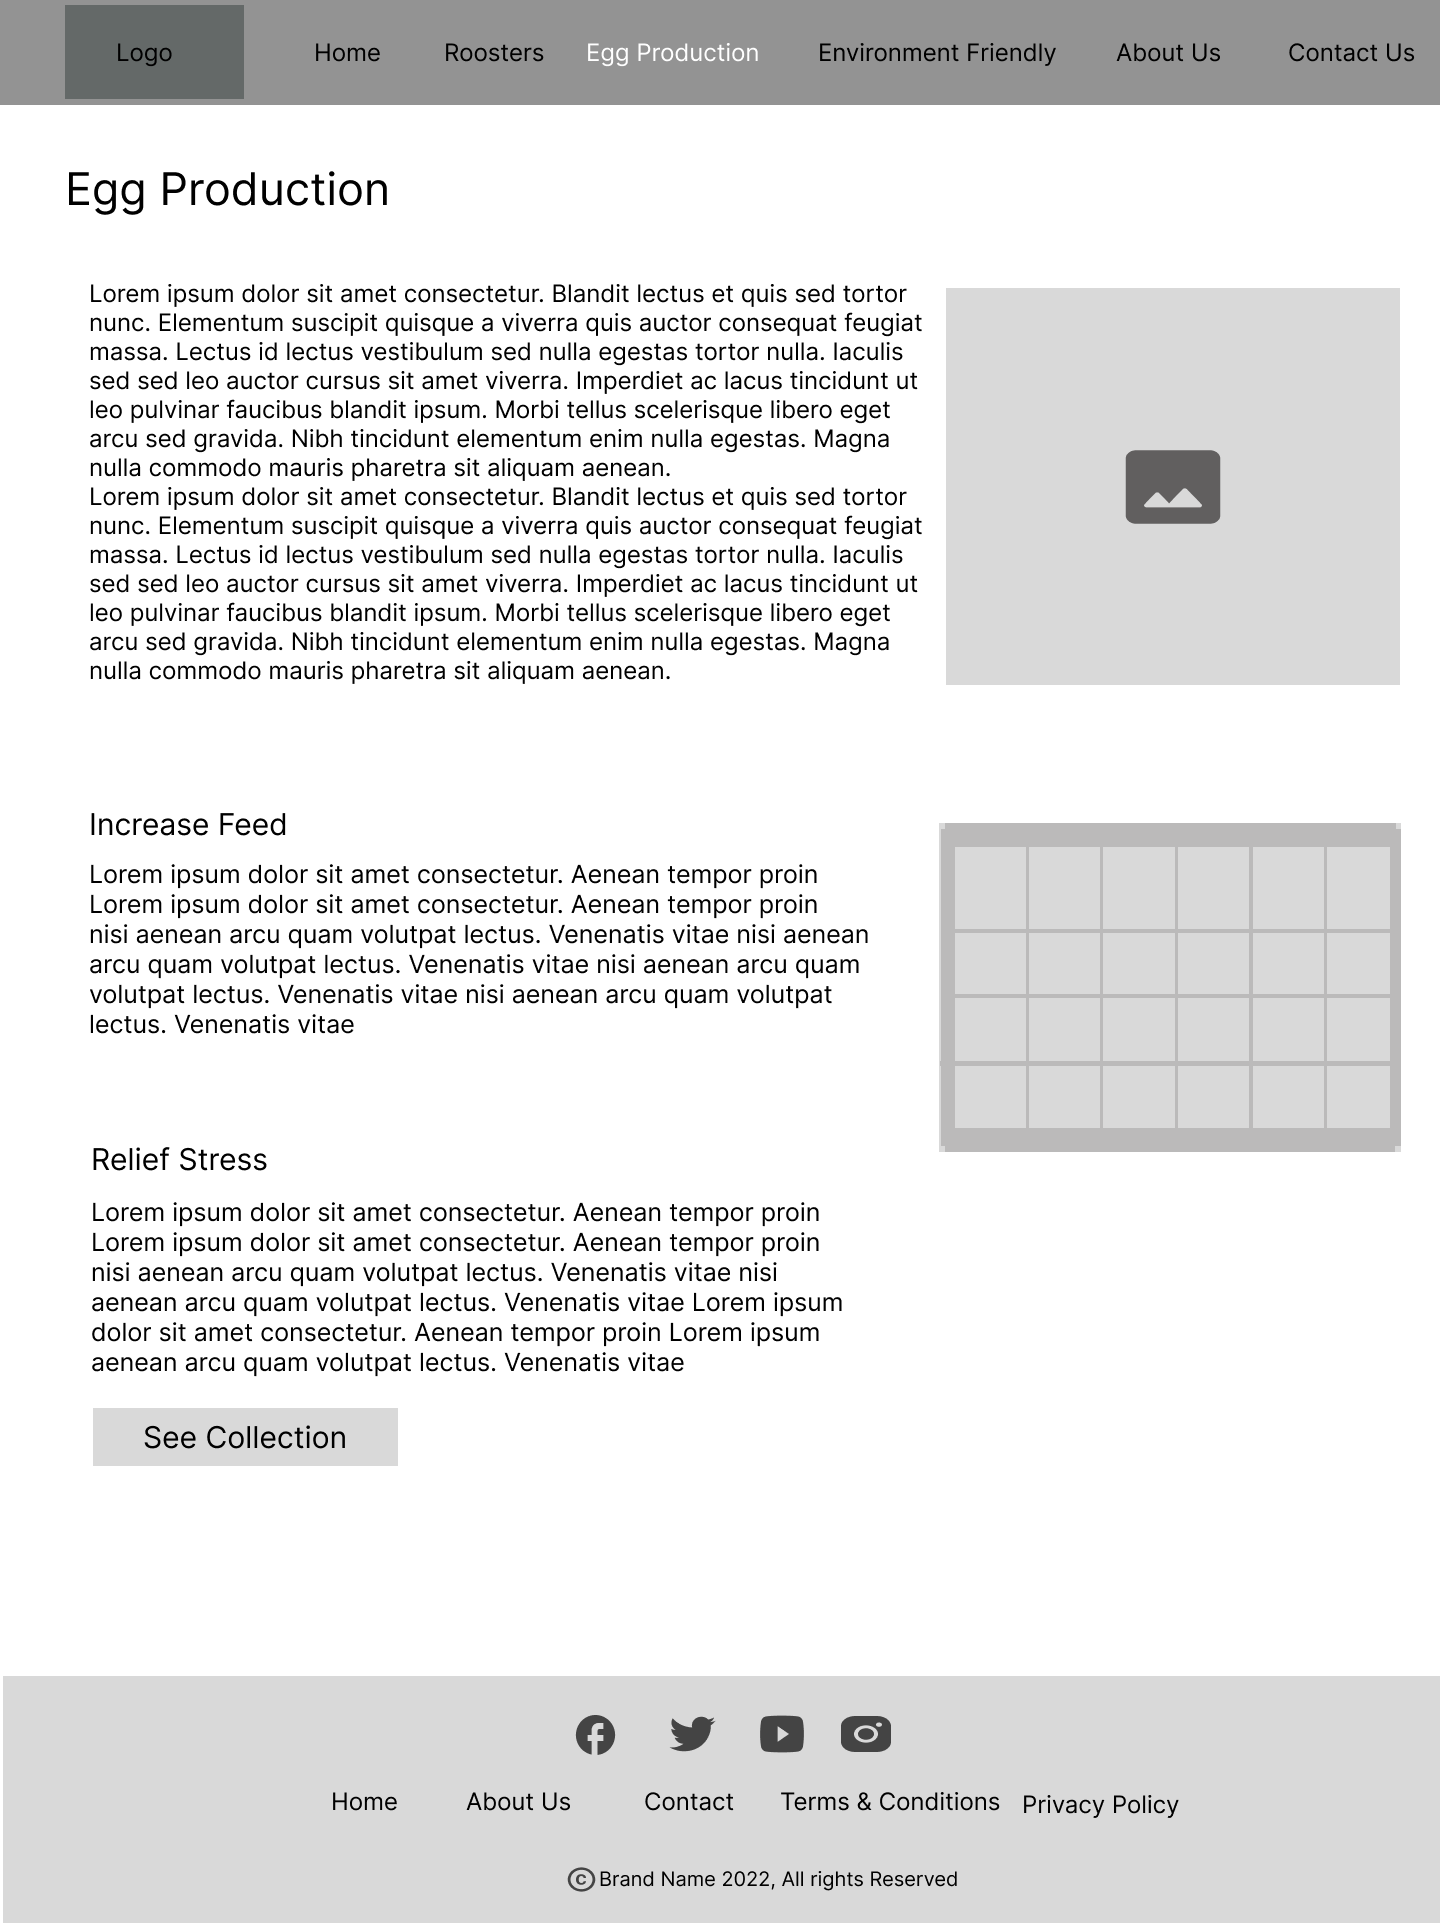 Logo Home Roosters Egg Production Environment Friendly About Us Contact Us
Egg Production
Lorem ipsum dolor sit amet consectetur. Blandit lectus et quis sed tortor
nunc. Elementum suscipit quisque a viverra quis auctor consequat feugiat
massa. Lectus id lectus vestibulum sed nulla egestas tortor nulla. Iaculis
sed sed leo auctor cursus sit amet viverra. Imperdiet ac lacus tincidunt ut
leo pulvinar faucibus blandit ipsum. Morbi tellus scelerisque libero eget
arcu sed gravida. Nibh tincidunt elementum enim nulla egestas. Magna
nulla commodo mauris pharetra sit aliquam aenean.
Lorem ipsum dolor sit amet consectetur. Blandit lectus et quis sed tortor
nunc. Elementum suscipit quisque a viverra quis auctor consequat feugiat
massa. Lectus id lectus vestibulum sed nulla egestas tortor nulla. Iaculis
sed sed leo auctor cursus sit amet viverra. Imperdiet ac lacus tincidunt ut
leo pulvinar faucibus blandit ipsum. Morbi tellus scelerisque libero eget
arcu sed gravida. Nibh tincidunt elementum enim nulla egestas. Magna
nulla commodo mauris pharetra sit aliquam aenean.
Increase Feed
Lorem ipsum dolor sit amet consectetur. Aenean tempor proin
Lorem ipsum dolor sit amet consectetur. Aenean tempor proin
nisi aenean arcu quam volutpat lectus. Venenatis vitae nisi aenean
arcu quam volutpat lectus. Venenatis vitae nisi aenean arcu quam
volutpat lectus. Venenatis vitae nisi aenean arcu quam volutpat
lectus. Venenatis vitae
Relief Stress
Lorem ipsum dolor sit amet consectetur. Aenean tempor proin
Lorem ipsum dolor sit amet consectetur. Aenean tempor proin
nisi aenean arcu quam volutpat lectus. Venenatis vitae nisi
aenean arcu quam volutpat lectus. Venenatis vitae Lorem ipsum
dolor sit amet consectetur. Aenean tempor proin Lorem ipsum
aenean arcu quam volutpat lectus. Venenatis vitae
See Collection
Home About Us Contact Terms & Conditions Privacy Policy
© Brand Name 2022, All rights Reserved